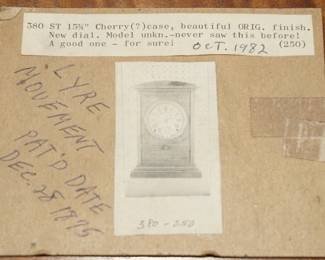 380 ST 15¾" Cherry(?)case, beautiful ORIG. finish.
New dial. Model unkn.-never saw this before!
A good one - for sure! OCT. 1982 (250)
LYRE
MOVEMENT
PAT'D DATE
DEC. 28 1875
380-250